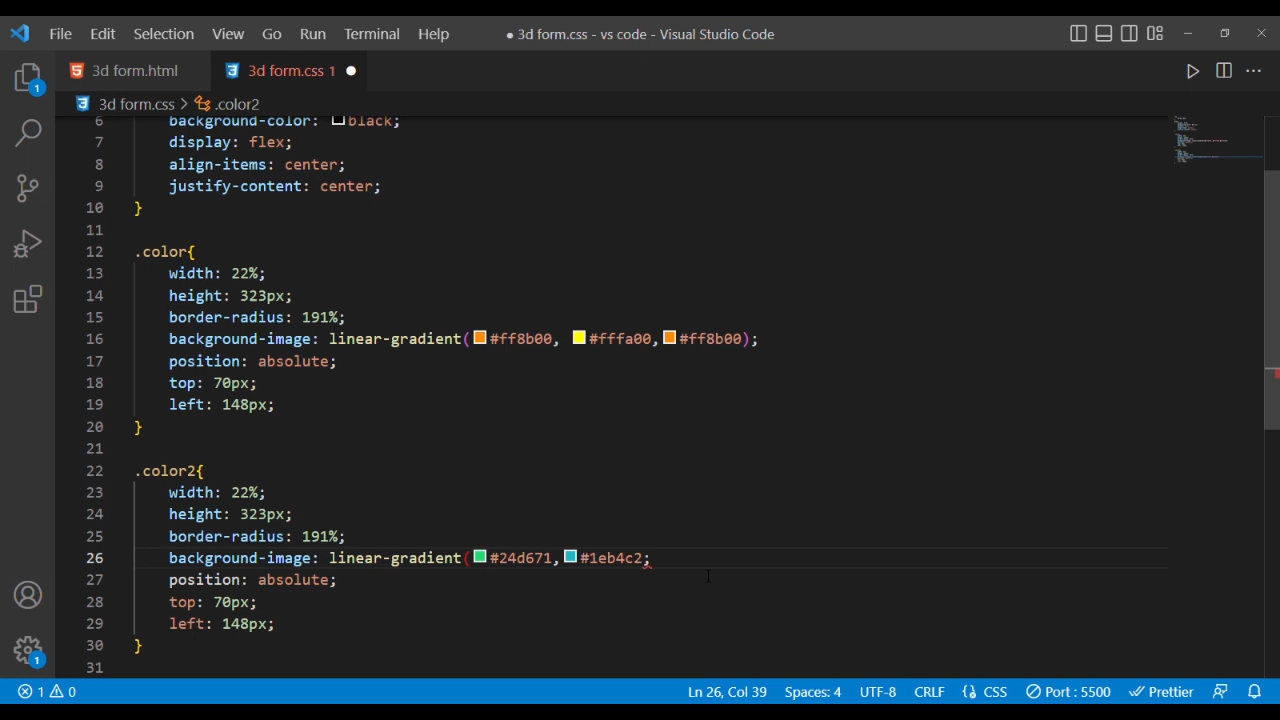 File Edit Selection View Go Run Terminal Help ● 3d form.css - vs code - Visual Studio Code
1 3d form.html 3d form.css 1 ●
3d form.css > .color2
6 background-color: black;
7 display: flex;
8 align-items: center;
9 justify-content: center;
10 }
11
12 .color{
13 width: 22%;
14 height: 323px;
15 border-radius: 191%;
16 background-image: linear-gradient(#ff8b00, #fffa00,#ff8b00);
17 position: absolute;
18 top: 70px;
19 left: 148px;
20 }
21
22 .color2{
23 width: 22%;
24 height: 323px;
25 border-radius: 191%;
26 background-image: linear-gradient(#24d671,#1eb4c2;
27 position: absolute;
28 top: 70px;
29 left: 148px;
30 }
31
1
1 0 Ln 26, Col 39 Spaces: 4 UTF-8 CRLF {} CSS Port : 5500 Prettier